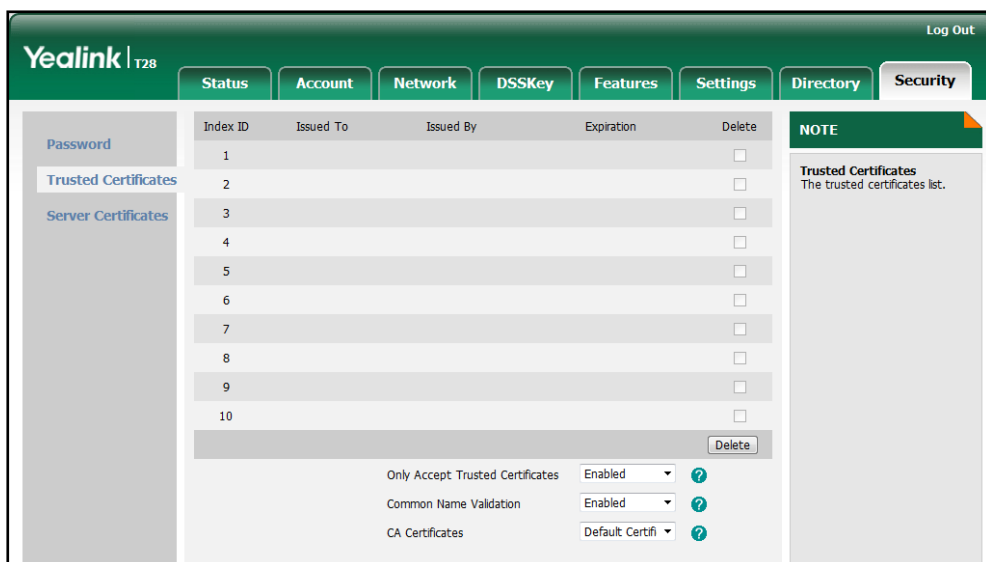 Log Out
Yealink T28
Status Account Network DSSKey Features Settings Directory Security
Password
Trusted Certificates
Server Certificates
Index ID Issued To Issued By Expiration Delete
1
2
3
4
5
6
7
8
9
10
Delete
Only Accept Trusted Certificates Enabled ?
Common Name Validation Enabled ?
CA Certificates Default Certifi ?
NOTE
Trusted Certificates
The trusted certificates list.